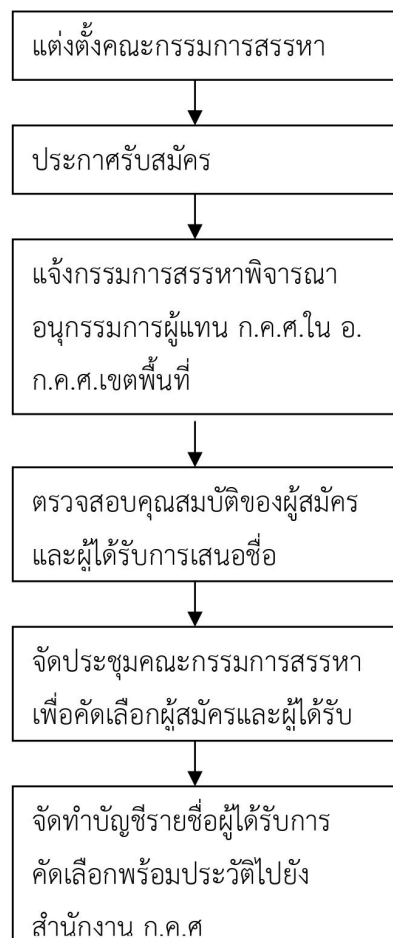 แต่งตั้งคณะกรรมการสรรหา
ประกาศรับสมัคร
แจ้งกรรมการสรรหาพิจารณา
อนุกรรมการผู้แทน ก.ค.ศ.ใน อ.
ก.ค.ศ.เขตพื้นที่
ตรวจสอบคุณสมบัติของผู้สมัคร
และผู้ได้รับการเสนอชื่อ
จัดประชุมคณะกรรมการสรรหา
เพื่อคัดเลือกผู้สมัครและผู้ได้รับ
จัดทำบัญชีรายชื่อผู้ได้รับการ
คัดเลือกพร้อมประวัติไปยัง
สำนักงาน ก.ค.ศ